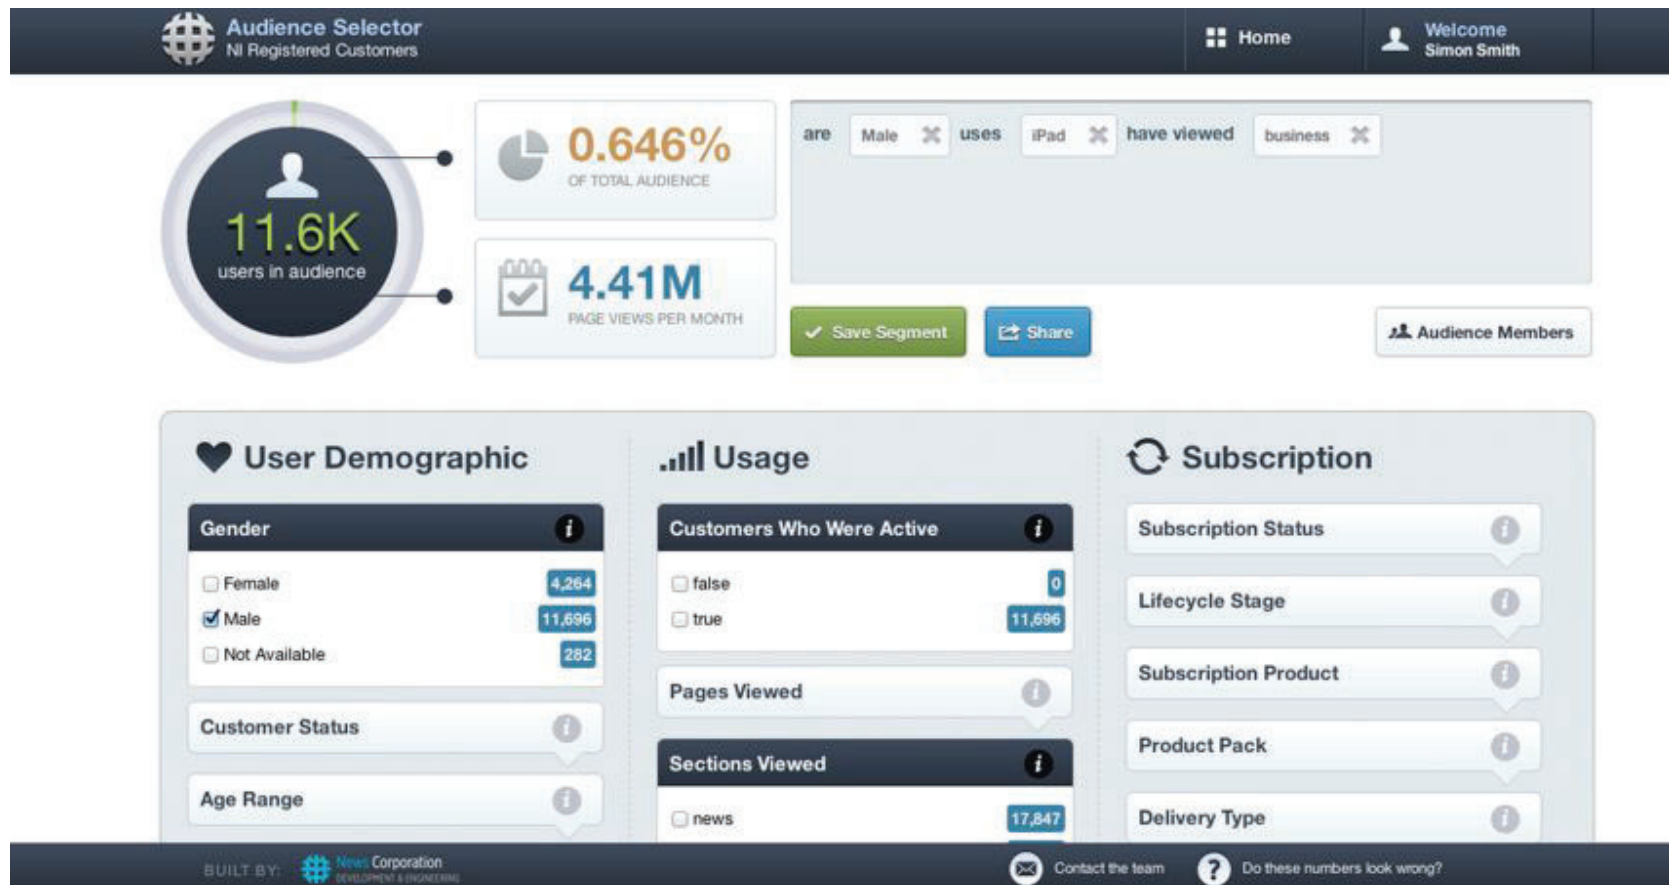 Audience Selector
NI Registered Customers
Home
Welcome
Simon Smith
11.6K
users in audience
0.646%
OF TOTAL AUDIENCE
4.41M
PAGE VIEWS PER MONTH
are Male uses iPad have viewed business
Save Segment
Share
Audience Members
User Demographic
Gender
Female 4,264
Male 11,696
Not Available 282
Customer Status
Age Range
Usage
Customers Who Were Active
false 0
true 11,696
Pages Viewed
Sections Viewed
news 17,847
Subscription
Subscription Status
Lifecycle Stage
Subscription Product
Product Pack
Delivery Type
BUILT BY:
News Corporation
DEVELOPMENT & ENGINEERING
Contact the team
Do these numbers look wrong?